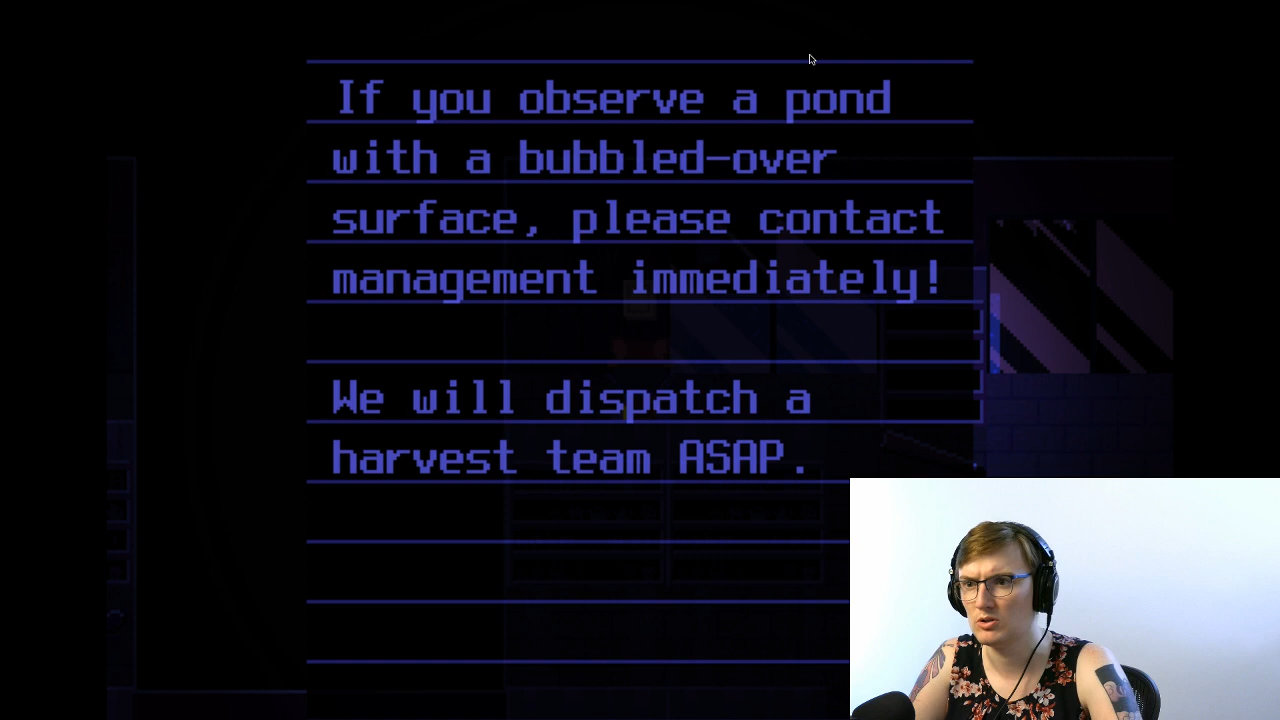 If you observe a pond
with a bubbled-over
surface, please contact
management immediately!
We will dispatch a
harvest team ASAP.